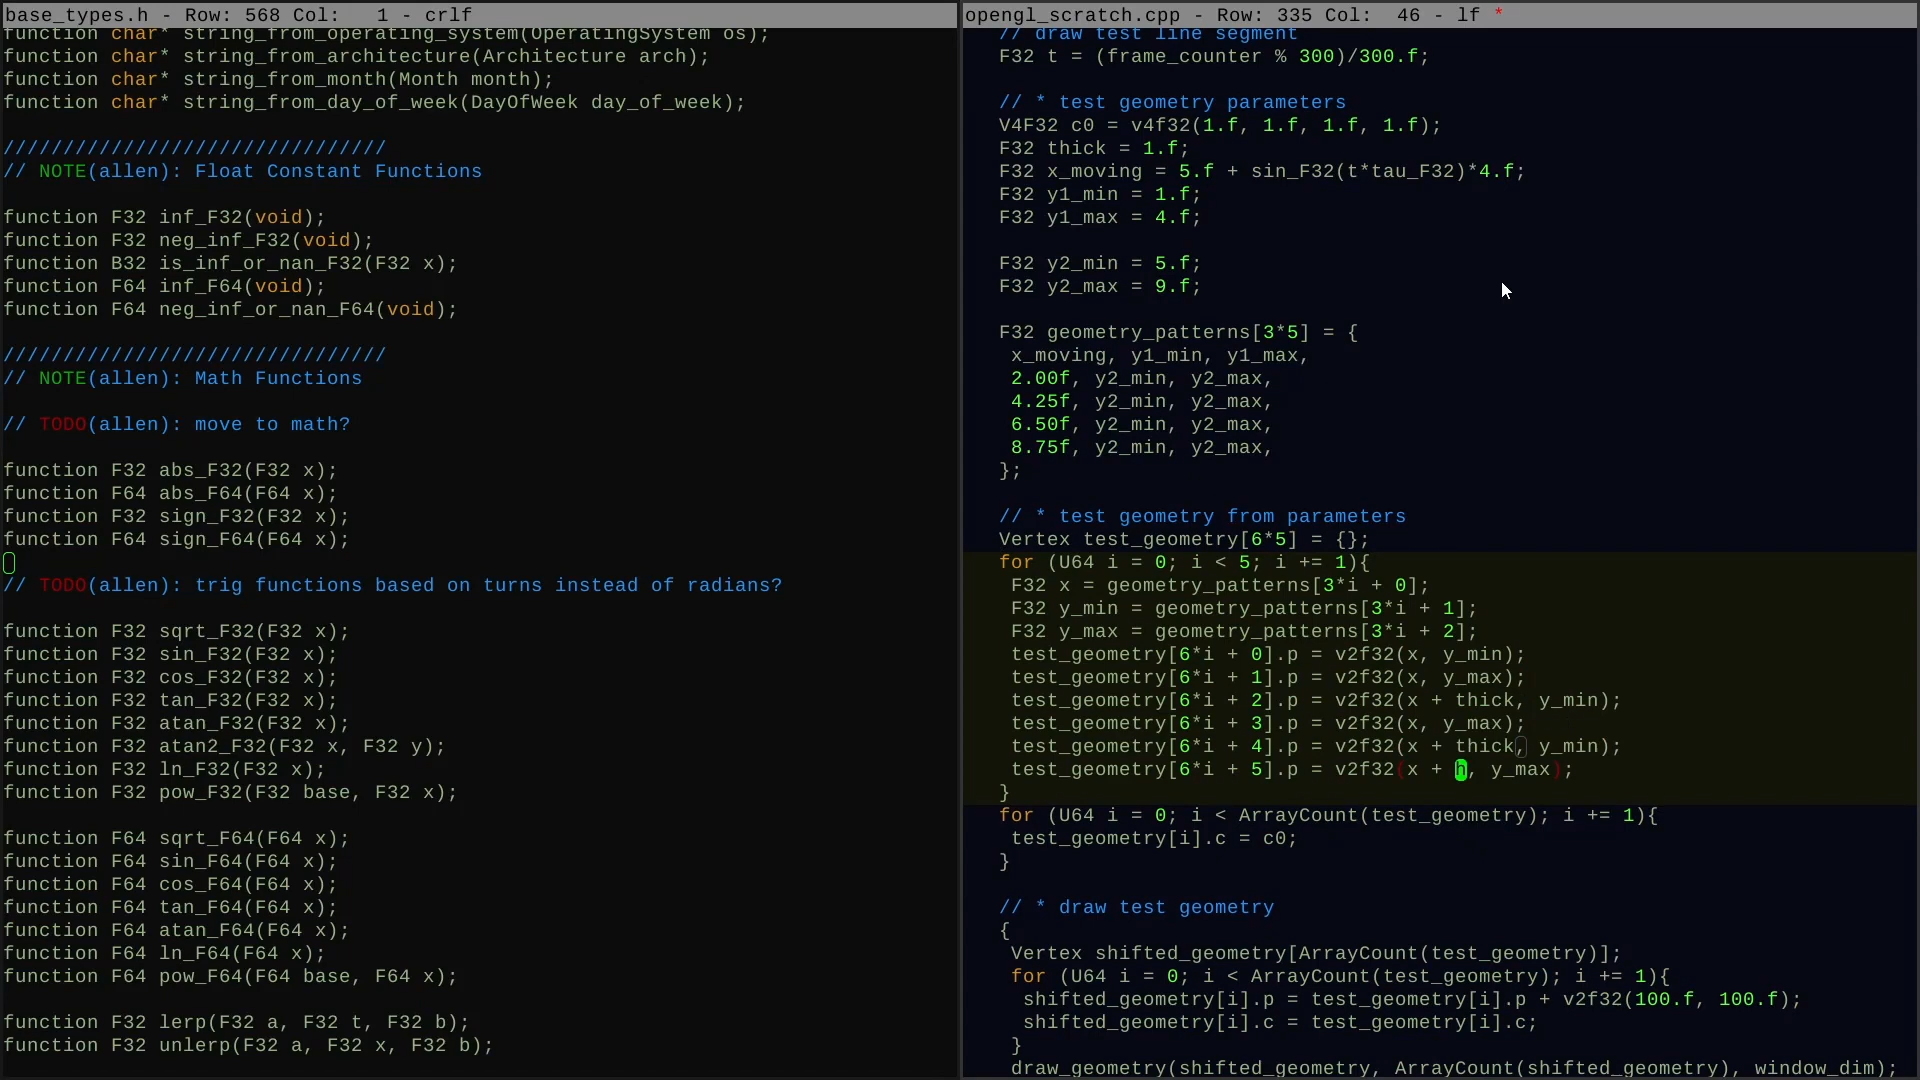 base_types.h - Row: 568 Col:   1 - crlf
function char* string_from_operating_system(OperatingSystem os);
function char* string_from_architecture(Architecture arch);
function char* string_from_month(Month month);
function char* string_from_day_of_week(DayOfWeek day_of_week);
////////////////////////////////
// NOTE(allen): Float Constant Functions
function F32 inf_F32(void);
function F32 neg_inf_F32(void);
function B32 is_inf_or_nan_F32(F32 x);
function F64 inf_F64(void);
function F64 neg_inf_or_nan_F64(void);
////////////////////////////////
// NOTE(allen): Math Functions
// TODO(allen): move to math?
function F32 abs_F32(F32 x);
function F64 abs_F64(F64 x);
function F32 sign_F32(F32 x);
function F64 sign_F64(F64 x);
// TODO(allen): trig functions based on turns instead of radians?
function F32 sqrt_F32(F32 x);
function F32 sin_F32(F32 x);
function F32 cos_F32(F32 x);
function F32 tan_F32(F32 x);
function F32 atan_F32(F32 x);
function F32 atan2_F32(F32 x, F32 y);
function F32 ln_F32(F32 x);
function F32 pow_F32(F32 base, F32 x);
function F64 sqrt_F64(F64 x);
function F64 sin_F64(F64 x);
function F64 cos_F64(F64 x);
function F64 tan_F64(F64 x);
function F64 atan_F64(F64 x);
function F64 ln_F64(F64 x);
function F64 pow_F64(F64 base, F64 x);
function F32 lerp(F32 a, F32 t, F32 b);
function F32 unlerp(F32 a, F32 x, F32 b);
opengl_scratch.cpp - Row: 335 Col:  46 - lf *
// draw test line segment
F32 t = (frame_counter % 300)/300.f;
// * test geometry parameters
V4F32 c0 = v4f32(1.f, 1.f, 1.f, 1.f);
F32 thick = 1.f;
F32 x_moving = 5.f + sin_F32(t*tau_F32)*4.f;
F32 y1_min = 1.f;
F32 y1_max = 4.f;
F32 y2_min = 5.f;
F32 y2_max = 9.f;
F32 geometry_patterns[3*5] = {
x_moving, y1_min, y1_max,
2.00f, y2_min, y2_max,
4.25f, y2_min, y2_max,
6.50f, y2_min, y2_max,
8.75f, y2_min, y2_max,
};
// * test geometry from parameters
Vertex test_geometry[6*5] = {};
for (U64 i = 0; i < 5; i += 1){
F32 x = geometry_patterns[3*i + 0];
F32 y_min = geometry_patterns[3*i + 1];
F32 y_max = geometry_patterns[3*i + 2];
test_geometry[6*i + 0].p = v2f32(x, y_min);
test_geometry[6*i + 1].p = v2f32(x, y_max);
test_geometry[6*i + 2].p = v2f32(x + thick, y_min);
test_geometry[6*i + 3].p = v2f32(x, y_max);
test_geometry[6*i + 4].p = v2f32(x + thick, y_min);
test_geometry[6*i + 5].p = v2f32(x + h, y_max);
}
for (U64 i = 0; i < ArrayCount(test_geometry); i += 1){
test_geometry[i].c = c0;
}
// * draw test geometry
{
Vertex shifted_geometry[ArrayCount(test_geometry)];
for (U64 i = 0; i < ArrayCount(test_geometry); i += 1){
shifted_geometry[i].p = test_geometry[i].p + v2f32(100.f, 100.f);
shifted_geometry[i].c = test_geometry[i].c;
}
draw_geometry(shifted_geometry, ArrayCount(shifted_geometry), window_dim);